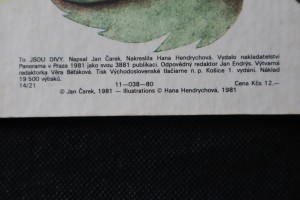 To JSOU DIVY. Napsal Jan Čarek. Nakreslila Hana Hendrychová. Vydalo nakladatelství
Panorama v Praze 1981 jako svou 3881 publikaci. Odpovědný redaktor Jan Endrýs. Výtvarná
redaktorka Věra Běťáková. Tisk Východoslovenské tlačiarne n. p. Košice 1. vydání. Náklad
19 500 výtisků.
14/21 11—038—80 Cena Kčs 12,—
© Jan Čarek, 1981 — Illustrations © Hana Hendrychová, 1981